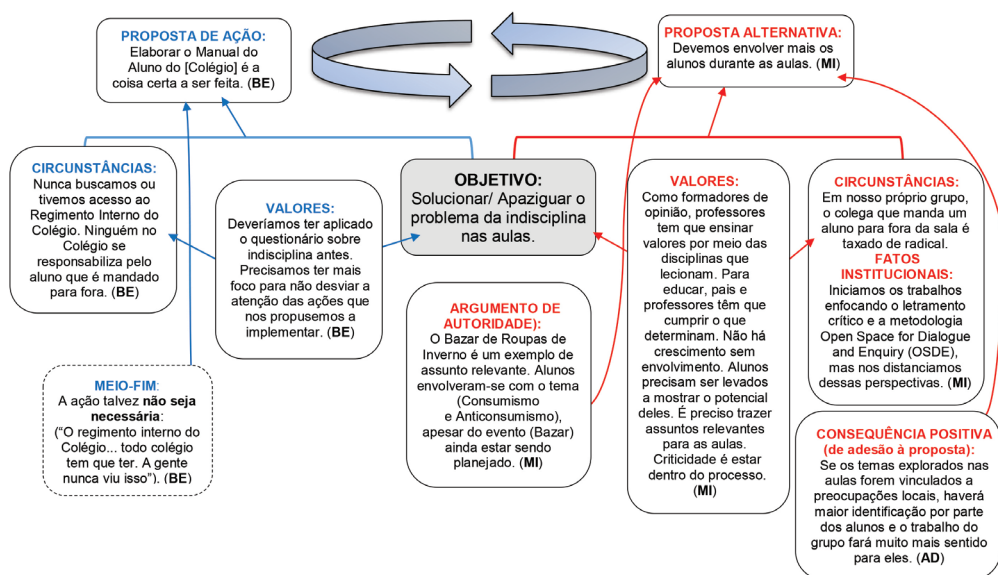 PROPOSTA DE AÇÃO:
Elaborar o Manual do
Aluno do [Colégio] é a
coisa certa a ser feita. (BE)
PROPOSTA ALTERNATIVA:
Devemos envolver mais os
alunos durante as aulas. (MI)
CIRCUNSTÂNCIAS:
Nunca buscamos ou
tivemos acesso ao
Regimento Interno do
Colégio. Ninguém no
Colégio se
responsabiliza pelo
aluno que é mandado
para fora. (BE)
VALORES:
Deveríamos ter aplicado
o questionário sobre
indisciplina antes.
Precisamos ter mais
foco para não desviar a
atenção das ações que
nos propusemos a
implementar. (BE)
OBJETIVO:
Solucionar/ Apaziguar o
problema da indisciplina
nas aulas.
VALORES:
Como formadores de
opinião, professores
tem que ensinar
valores por meio das
disciplinas que
lecionam. Para
educar, pais e
professores têm que
cumprir o que
determinam. Não há
crescimento sem
envolvimento. Alunos
precisam ser levados
a mostrar o potencial
deles. É preciso trazer
assuntos relevantes
para as aulas.
Criticidade é estar
dentro do processo.
(MI)
CIRCUNSTÂNCIAS:
Em nosso próprio grupo,
o colega que manda um
aluno para fora da sala é
taxado de radical.
FATOS
INSTITUCIONAIS:
Iniciamos os trabalhos
enfocando o letramento
crítico e a metodologia
Open Space for Dialogue
and Enquiry (OSDE),
mas nos distanciamos
dessas perspectivas. (MI)
ARGUMENTO DE
AUTORIDADE):
O Bazar de Roupas de
Inverno é um exemplo de
assunto relevante. Alunos
envolveram-se com o tema
(Consumismo
e Anticonsumismo),
apesar do evento (Bazar)
ainda estar sendo
planejado. (MI)
MEIO-FIM:
A ação talvez não seja
necessária:
("O regimento interno do
Colégio... todo colégio
tem que ter. A gente
nunca viu isso"). (BE)
CONSEQUÊNCIA POSITIVA
(de adesão à proposta):
Se os temas explorados nas
aulas forem vinculados a
preocupações locais, haverá
maior identificação por parte
dos alunos e o trabalho do
grupo fará muito mais sentido
para eles. (AD)